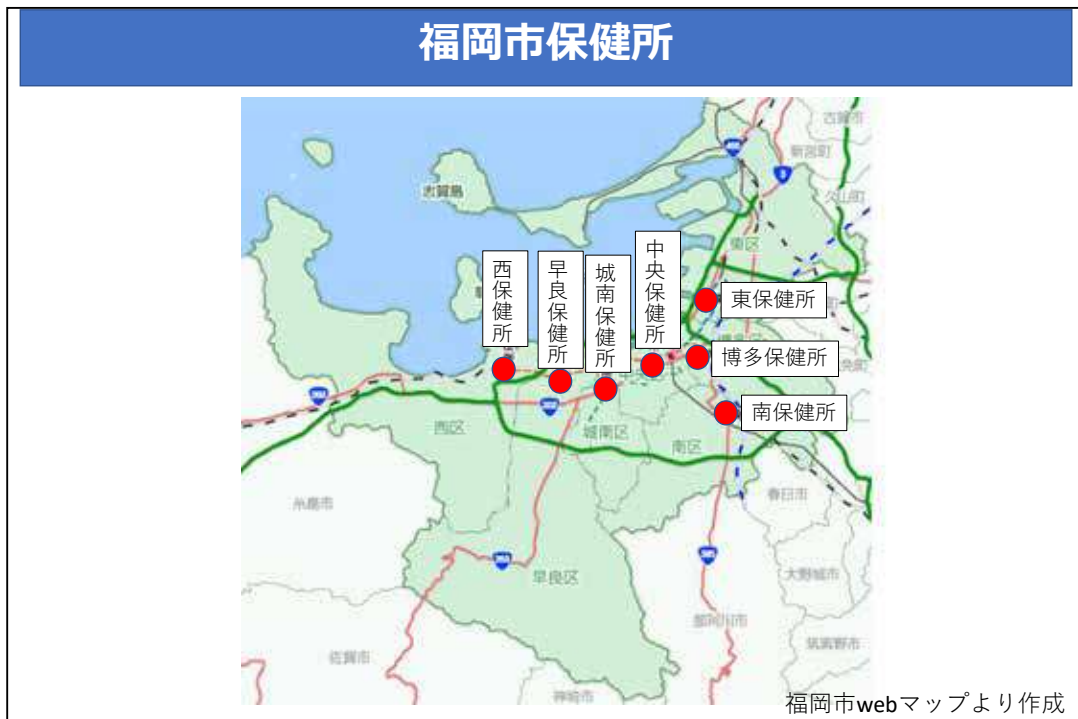 福岡市保健所
古賀市
新宮町
久山町
志賀島
東区
西保健所
早良保健所
城南保健所
中央保健所
東保健所
博多保健所
南保健所
西区
城南区
南区
糸島市
春日市
早良区
大野城市
那珂川市
筑紫野市
佐賀市
神埼市
福岡市webマップより作成